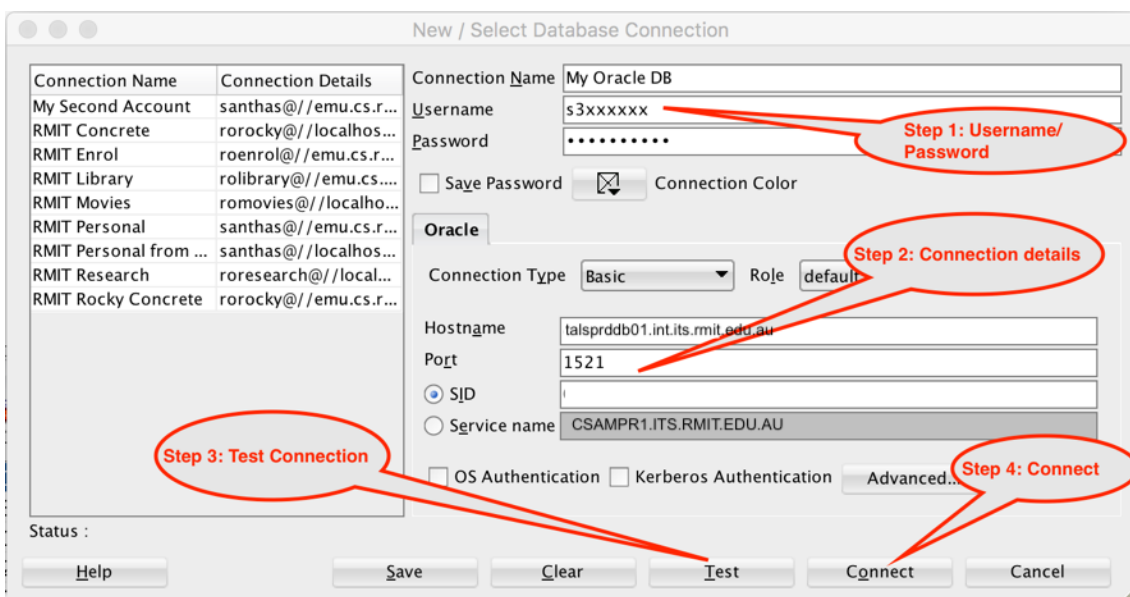 New / Select Database Connection
Connection Name Connection Details
My Second Account santhas@//emu.cs.r...
RMIT Concrete rorocky@//localhos...
RMIT Enrol roenrol@//emu.cs.r...
RMIT Library rolibrary@//emu.cs....
RMIT Movies romovies@//localho...
RMIT Personal santhas@//emu.cs.r...
RMIT Personal from ... santhas@//localhos...
RMIT Research roresearch@//local...
RMIT Rocky Concrete rorocky@//emu.cs.r...
Connection Name My Oracle DB
Username s3xxxxxx
Password ••••••••••
Step 1: Username/
Password
Save Password Connection Color
Oracle
Step 2: Connection details
Connection Type Basic Role default
Hostname talsprddb01.int.its.rmit.edu.au
Port 1521
SID
Service name CSAMPR1.ITS.RMIT.EDU.AU
Step 3: Test Connection
Step 4: Connect
OS Authentication Kerberos Authentication Advanced...
Status :
Help Save Clear Test Connect Cancel